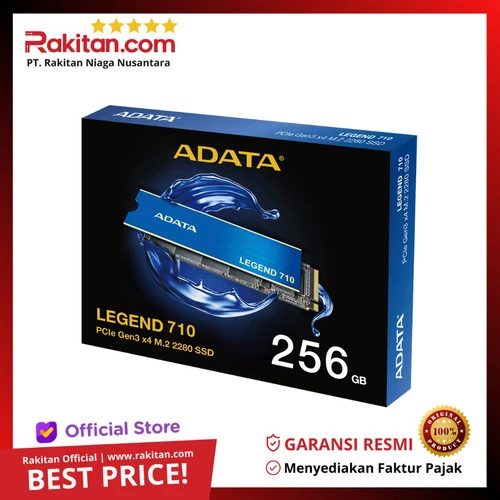 Rakitan.com
PT. Rakitan Niaga Nusantara
ADATA®
ADATA
LEGEND 710
LEGEND 710
PCIe Gen3 x4 M.2 2280 SSD
256 GB
LEGEND 710
PCIe Gen3 x4 M.2 2280 SSD
ADATA
Official Store
Rakitan Official | www.rakitan.com
BEST PRICE!
GARANSI RESMI
Menyediakan Faktur Pajak
ORIGINAL
100%
PRODUCT